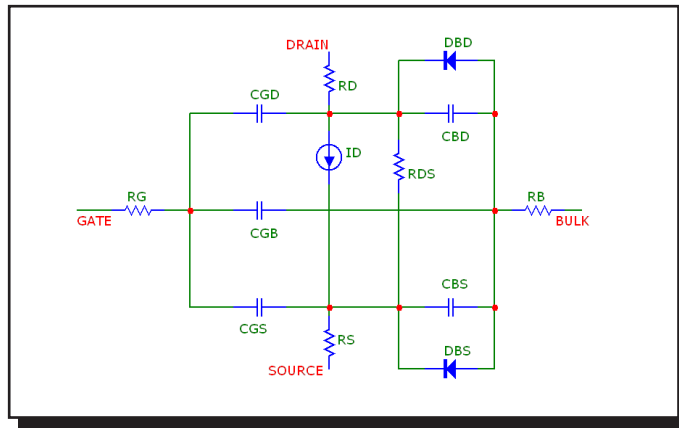 DRAIN
DBD
RD
CGD
CBD
ID
RDS
RG
RB
GATE
BULK
CGB
CBS
CGS
RS
DBS
SOURCE